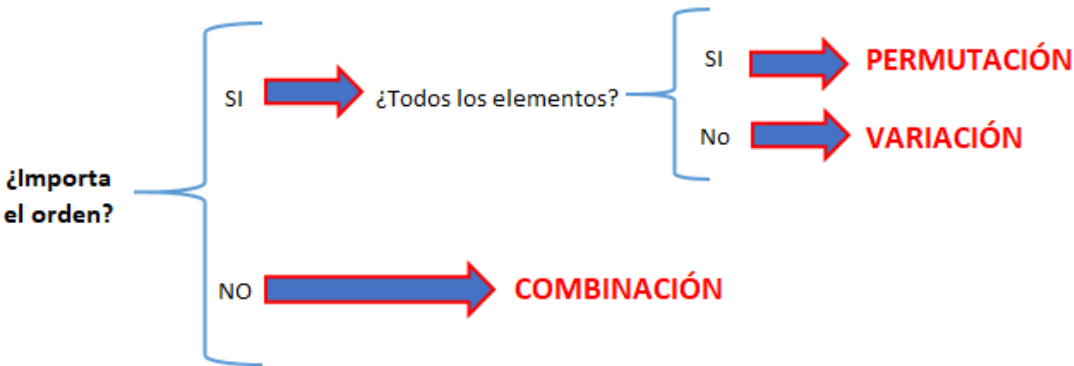 ¿Importa
el orden?
SI
¿Todos los elementos?
SI
PERMUTACIÓN
No
VARIACIÓN
NO
COMBINACIÓN